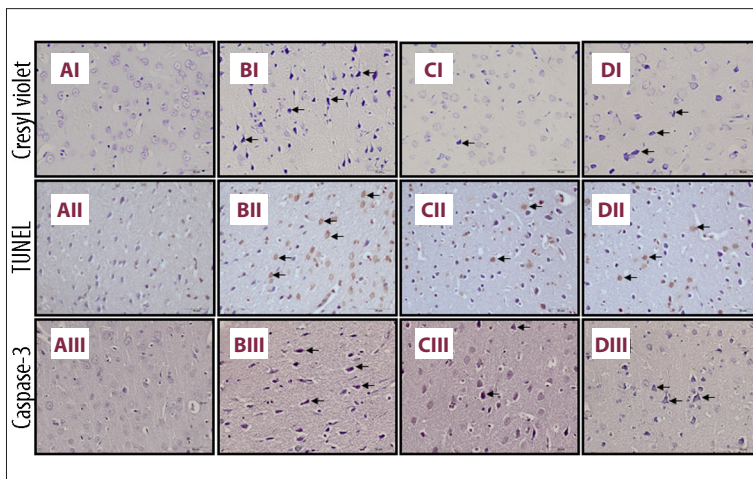 Cresyl violet
AI
BI
CI
DI
TUNEL
AII
BII
CII
DII
Caspase-3
AIII
BIII
CIII
DIII